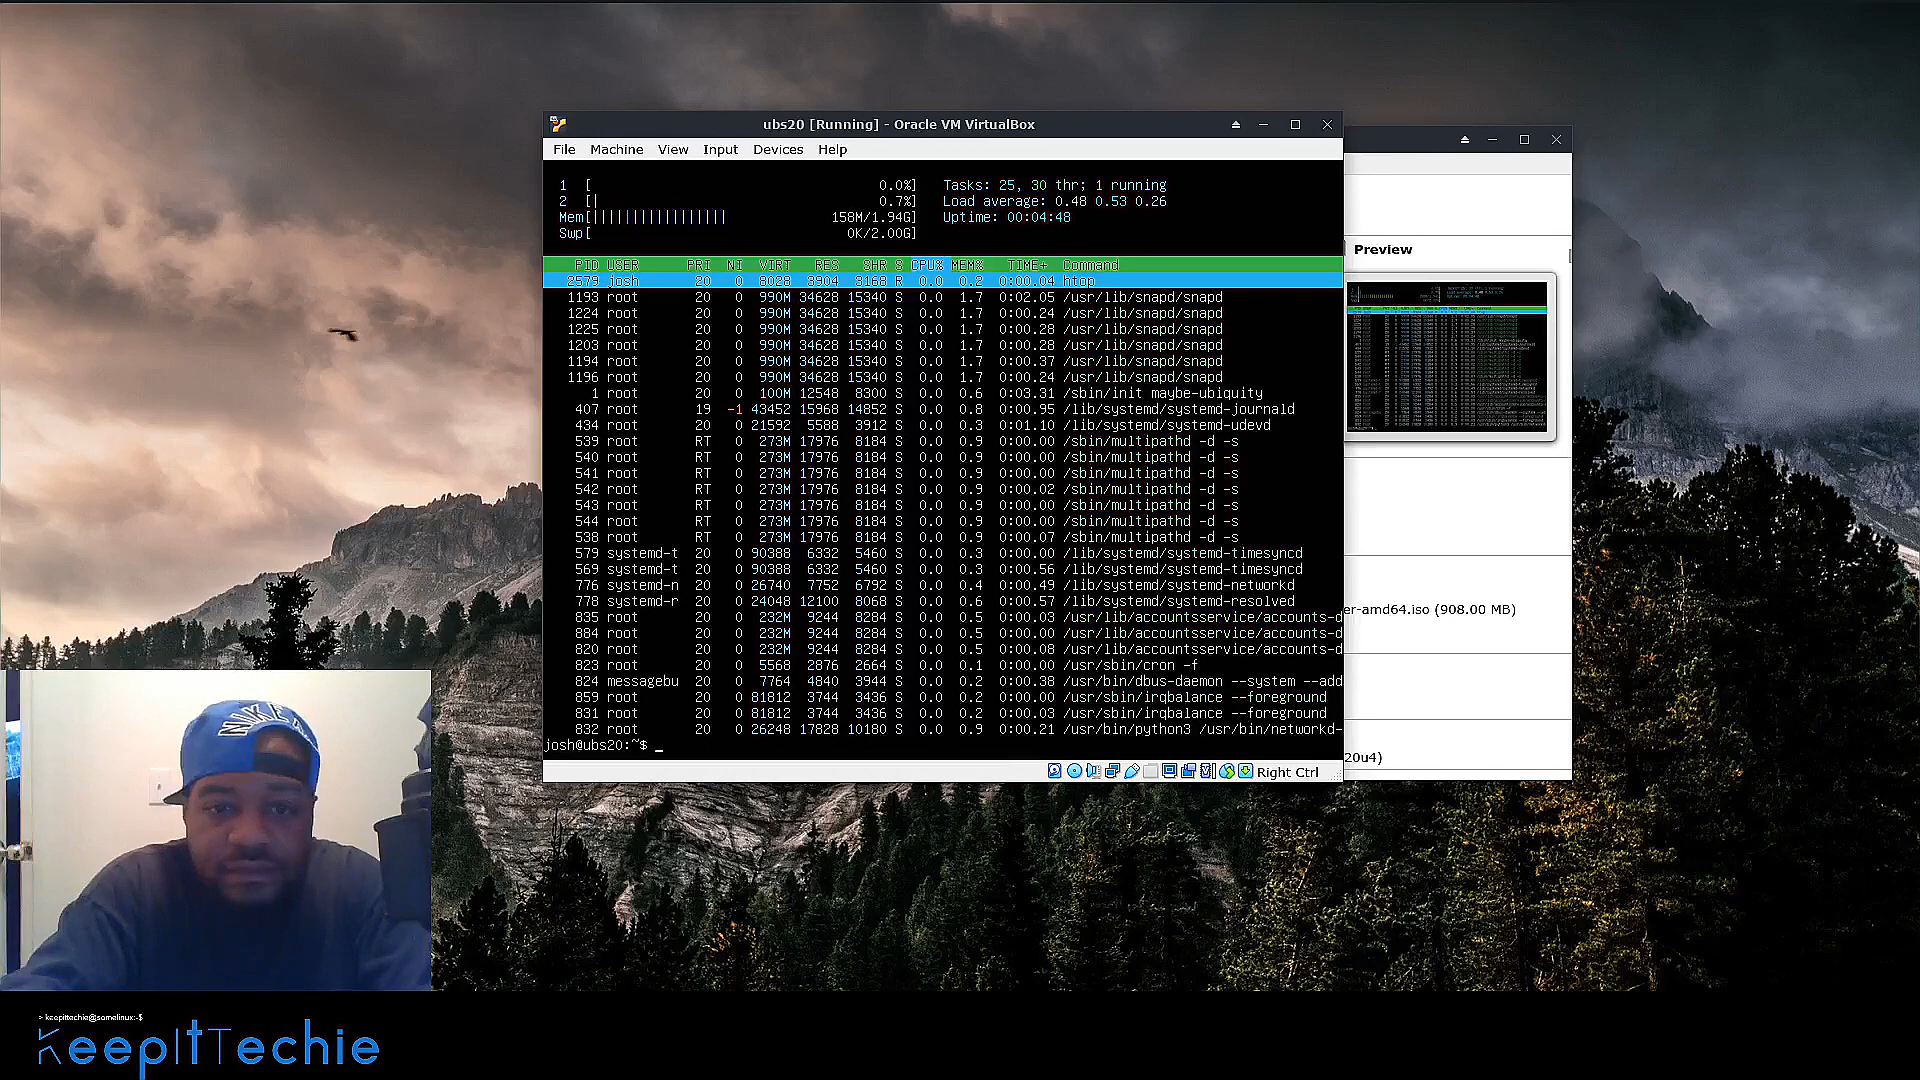 ubs20 [Running] - Oracle VM VirtualBox
File Machine View Input Devices Help
1 [ 0.0%] Tasks: 25, 30 thr; 1 running
2 [| 0.7%] Load average: 0.48 0.53 0.26
Mem[|||||||||||||||| 158M/1.94G] Uptime: 00:04:48
Swp[ 0K/2.00G]
PID USER PRI NI VIRT RES SHR S CPU% MEM% TIME+ Command
2579 josh 20 0 8028 3904 3168 R 0.0 0.2 0:00.04 htop
1193 root 20 0 990M 34628 15340 S 0.0 1.7 0:02.05 /usr/lib/snapd/snapd
1224 root 20 0 990M 34628 15340 S 0.0 1.7 0:00.24 /usr/lib/snapd/snapd
1225 root 20 0 990M 34628 15340 S 0.0 1.7 0:00.28 /usr/lib/snapd/snapd
1203 root 20 0 990M 34628 15340 S 0.0 1.7 0:00.28 /usr/lib/snapd/snapd
1194 root 20 0 990M 34628 15340 S 0.0 1.7 0:00.37 /usr/lib/snapd/snapd
1196 root 20 0 990M 34628 15340 S 0.0 1.7 0:00.24 /usr/lib/snapd/snapd
1 root 20 0 100M 12548 8300 S 0.0 0.6 0:03.31 /sbin/init maybe-ubiquity
407 root 19 -1 43452 15968 14852 S 0.0 0.8 0:00.95 /lib/systemd/systemd-journald
434 root 20 0 21592 5588 3912 S 0.0 0.3 0:01.10 /lib/systemd/systemd-udevd
539 root RT 0 273M 17976 8184 S 0.0 0.9 0:00.00 /sbin/multipathd -d -s
540 root RT 0 273M 17976 8184 S 0.0 0.9 0:00.00 /sbin/multipathd -d -s
541 root RT 0 273M 17976 8184 S 0.0 0.9 0:00.00 /sbin/multipathd -d -s
542 root RT 0 273M 17976 8184 S 0.0 0.9 0:00.02 /sbin/multipathd -d -s
543 root RT 0 273M 17976 8184 S 0.0 0.9 0:00.00 /sbin/multipathd -d -s
544 root RT 0 273M 17976 8184 S 0.0 0.9 0:00.00 /sbin/multipathd -d -s
538 root RT 0 273M 17976 8184 S 0.0 0.9 0:00.07 /sbin/multipathd -d -s
579 systemd-t 20 0 90388 6332 5460 S 0.0 0.3 0:00.00 /lib/systemd/systemd-timesyncd
569 systemd-t 20 0 90388 6332 5460 S 0.0 0.3 0:00.56 /lib/systemd/systemd-timesyncd
776 systemd-n 20 0 26740 7752 6792 S 0.0 0.4 0:00.49 /lib/systemd/systemd-networkd
778 systemd-r 20 0 24048 12100 8068 S 0.0 0.6 0:00.57 /lib/systemd/systemd-resolved
835 root 20 0 232M 9244 8284 S 0.0 0.5 0:00.03 /usr/lib/accountsservice/accounts-d
884 root 20 0 232M 9244 8284 S 0.0 0.5 0:00.00 /usr/lib/accountsservice/accounts-d
820 root 20 0 232M 9244 8284 S 0.0 0.5 0:00.08 /usr/lib/accountsservice/accounts-d
823 root 20 0 5568 2876 2664 S 0.0 0.1 0:00.00 /usr/sbin/cron -f
824 messagebu 20 0 7764 4840 3944 S 0.0 0.2 0:00.38 /usr/bin/dbus-daemon --system --add
859 root 20 0 81812 3744 3436 S 0.0 0.2 0:00.00 /usr/sbin/irqbalance --foreground
831 root 20 0 81812 3744 3436 S 0.0 0.2 0:00.03 /usr/sbin/irqbalance --foreground
832 root 20 0 26248 17828 10180 S 0.0 0.9 0:00.21 /usr/bin/python3 /usr/bin/networkd-
josh@ubs20:~$ _
Right Ctrl
Preview
er-amd64.iso (908.00 MB)
20u4)
NIKE
> keepittechie@somelinux:~$
KeepItTechie